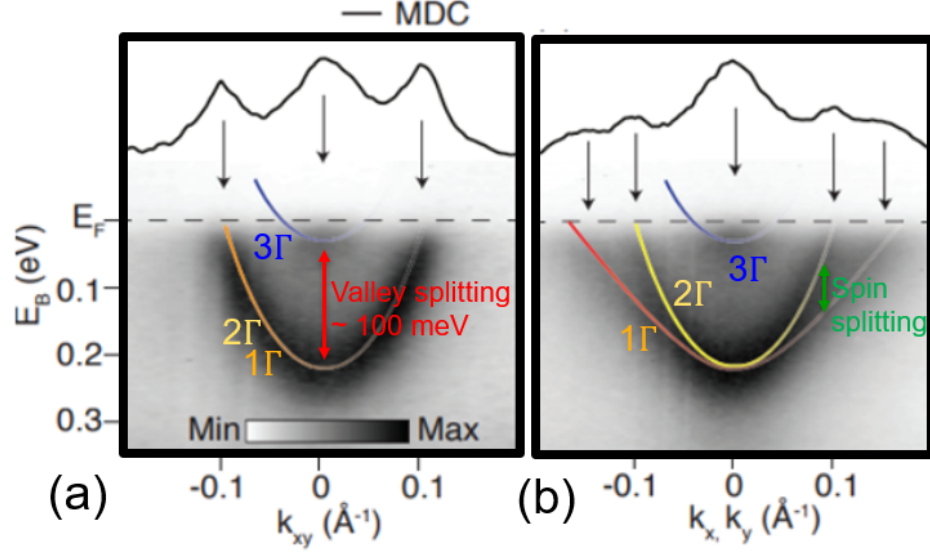 — MDC
E_F
0.1
0.2
0.3
E_B (eV)
3Γ
2Γ
1Γ
Valley splitting
~ 100 meV
Min Max
-0.1 0 0.1
k_xy (Å⁻¹)
(a)
3Γ
2Γ
1Γ
Spin
splitting
-0.1 0 0.1
k_x, k_y (Å⁻¹)
(b)